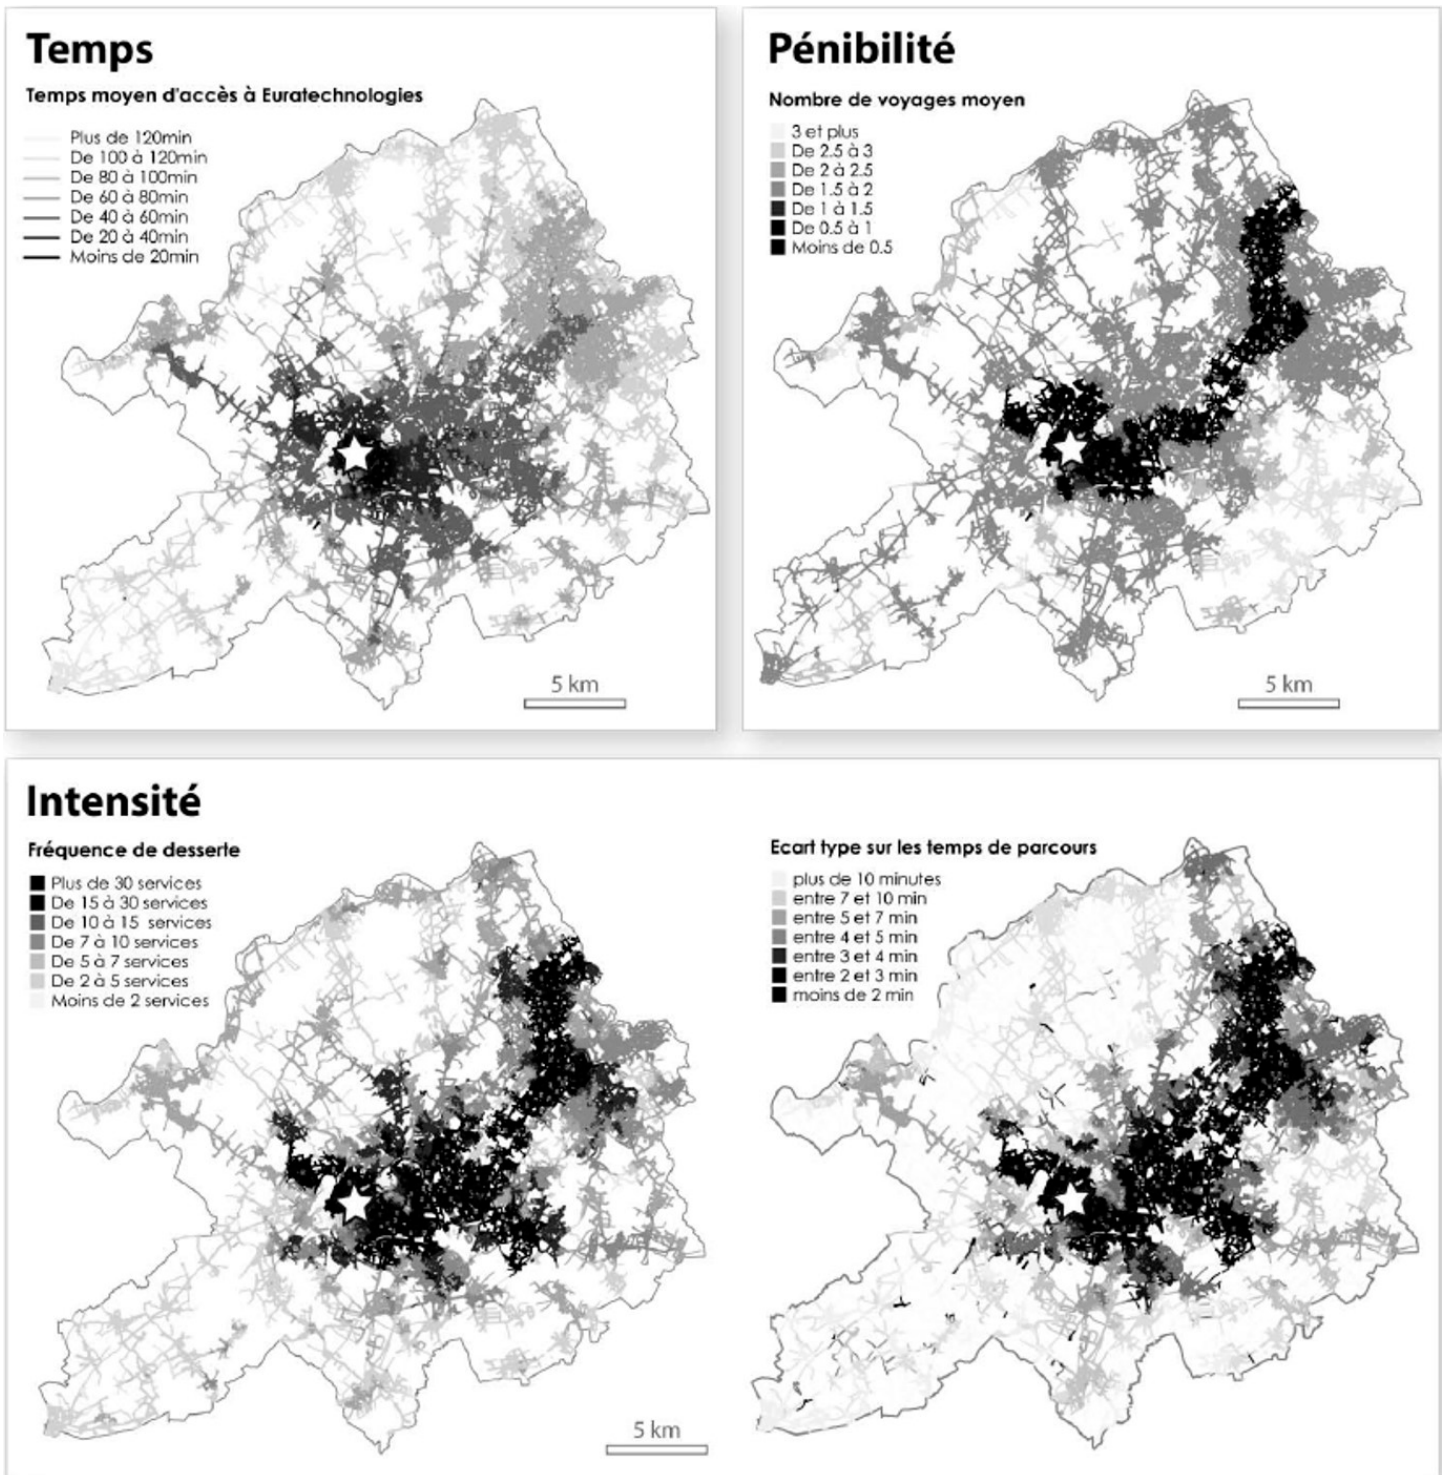 Temps
Temps moyen d'accès à Euratechnologies
Plus de 120min
De 100 à 120min
De 80 à 100min
De 60 à 80min
De 40 à 60min
De 20 à 40min
Moins de 20min
5 km
Pénibilité
Nombre de voyages moyen
3 et plus
De 2.5 à 3
De 2 à 2.5
De 1.5 à 2
De 1 à 1.5
De 0.5 à 1
Moins de 0.5
5 km
Intensité
Fréquence de desserte
Plus de 30 services
De 15 à 30 services
De 10 à 15 services
De 7 à 10 services
De 5 à 7 services
De 2 à 5 services
Moins de 2 services
5 km
Ecart type sur les temps de parcours
plus de 10 minutes
entre 7 et 10 min
entre 5 et 7 min
entre 4 et 5 min
entre 3 et 4 min
entre 2 et 3 min
moins de 2 min